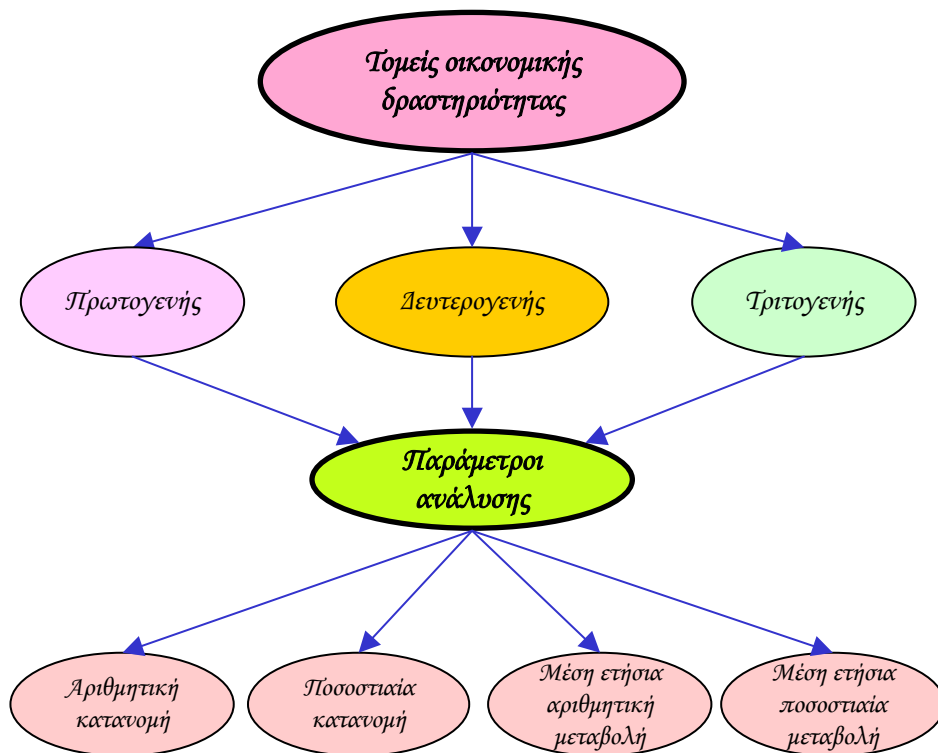 Τομείς οικονομικής
δραστηριότητας
Πρωτογενής
Δευτερογενής
Τριτογενής
Παράμετροι
ανάλυσης
Αριθμητική
κατανομή
Ποσοστιαία
κατανομή
Μέση ετήσια
αριθμητική
μεταβολή
Μέση ετήσια
ποσοστιαία
μεταβολή